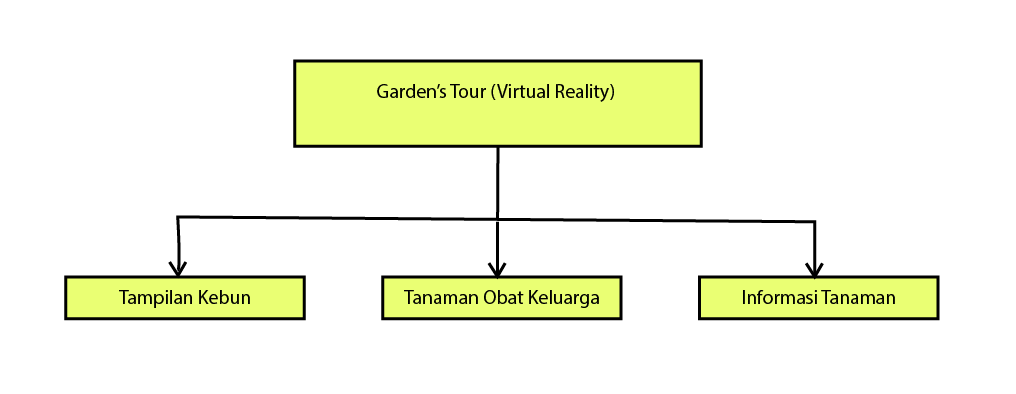 Garden’s Tour (Virtual Reality)
Tampilan Kebun
Tanaman Obat Keluarga
Informasi Tanaman